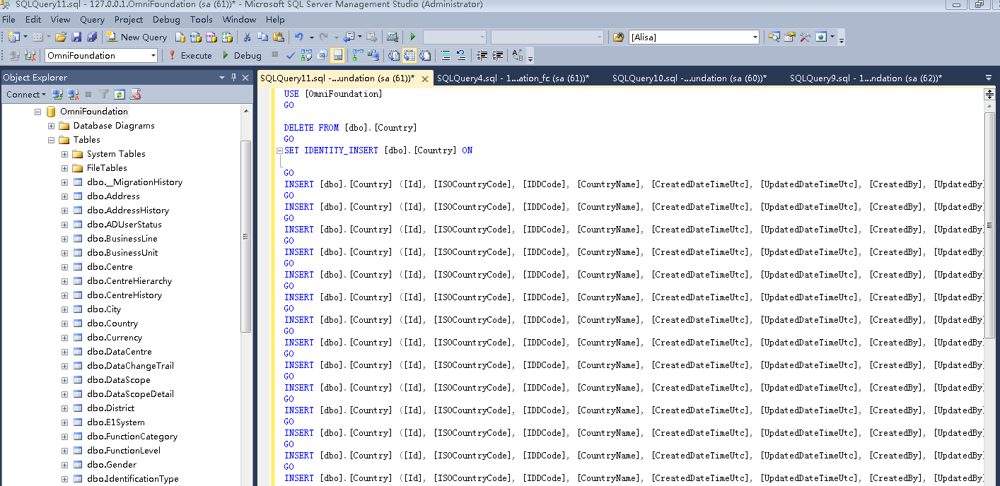 SQLQuery11.sql - 127.0.0.1.OmniFoundation (sa (61))* - Microsoft SQL Server Management Studio (Administrator)
File Edit View Query Project Debug Tools Window Help
New Query [Alisa]
OmniFoundation Execute Debug
Object Explorer
Connect
OmniFoundation
Database Diagrams
Tables
System Tables
FileTables
dbo.__MigrationHistory
dbo.Address
dbo.AddressHistory
dbo.ADUserStatus
dbo.BusinessLine
dbo.BusinessUnit
dbo.Centre
dbo.CentreHierarchy
dbo.CentreHistory
dbo.City
dbo.Country
dbo.Currency
dbo.DataCentre
dbo.DataChangeTrail
dbo.DataScope
dbo.DataScopeDetail
dbo.District
dbo.E1System
dbo.FunctionCategory
dbo.FunctionLevel
dbo.Gender
dbo.IdentificationType
SQLQuery11.sql -...undation (sa (61))* SQLQuery4.sql - 1...ation_fc (sa (61))* SQLQuery10.sql -...undation (sa (60))* SQLQuery9.sql - 1...ndation (sa (62))*
USE [OmniFoundation]
GO
DELETE FROM [dbo].[Country]
GO
SET IDENTITY_INSERT [dbo].[Country] ON
GO
INSERT [dbo].[Country] ([Id], [ISOCountryCode], [IDDCode], [CountryName], [CreatedDateTimeUtc], [UpdatedDateTimeUtc], [CreatedBy], [UpdatedBy]
GO
INSERT [dbo].[Country] ([Id], [ISOCountryCode], [IDDCode], [CountryName], [CreatedDateTimeUtc], [UpdatedDateTimeUtc], [CreatedBy], [UpdatedBy]
GO
INSERT [dbo].[Country] ([Id], [ISOCountryCode], [IDDCode], [CountryName], [CreatedDateTimeUtc], [UpdatedDateTimeUtc], [CreatedBy], [UpdatedBy]
GO
INSERT [dbo].[Country] ([Id], [ISOCountryCode], [IDDCode], [CountryName], [CreatedDateTimeUtc], [UpdatedDateTimeUtc], [CreatedBy], [UpdatedBy]
GO
INSERT [dbo].[Country] ([Id], [ISOCountryCode], [IDDCode], [CountryName], [CreatedDateTimeUtc], [UpdatedDateTimeUtc], [CreatedBy], [UpdatedBy]
GO
INSERT [dbo].[Country] ([Id], [ISOCountryCode], [IDDCode], [CountryName], [CreatedDateTimeUtc], [UpdatedDateTimeUtc], [CreatedBy], [UpdatedBy]
GO
INSERT [dbo].[Country] ([Id], [ISOCountryCode], [IDDCode], [CountryName], [CreatedDateTimeUtc], [UpdatedDateTimeUtc], [CreatedBy], [UpdatedBy]
GO
INSERT [dbo].[Country] ([Id], [ISOCountryCode], [IDDCode], [CountryName], [CreatedDateTimeUtc], [UpdatedDateTimeUtc], [CreatedBy], [UpdatedBy]
GO
INSERT [dbo].[Country] ([Id], [ISOCountryCode], [IDDCode], [CountryName], [CreatedDateTimeUtc], [UpdatedDateTimeUtc], [CreatedBy], [UpdatedBy]
GO
INSERT [dbo].[Country] ([Id], [ISOCountryCode], [IDDCode], [CountryName], [CreatedDateTimeUtc], [UpdatedDateTimeUtc], [CreatedBy], [UpdatedBy]
GO
INSERT [dbo].[Country] ([Id], [ISOCountryCode], [IDDCode], [CountryName], [CreatedDateTimeUtc], [UpdatedDateTimeUtc], [CreatedBy], [UpdatedBy]
GO
INSERT [dbo].[Country] ([Id], [ISOCountryCode], [IDDCode], [CountryName], [CreatedDateTimeUtc], [UpdatedDateTimeUtc], [CreatedBy], [UpdatedBy]
GO
INSERT [dbo].[Country] ([Id], [ISOCountryCode], [IDDCode], [CountryName], [CreatedDateTimeUtc], [UpdatedDateTimeUtc], [CreatedBy], [UpdatedBy]
GO
INSERT [dbo].[Country] ([Id], [ISOCountryCode], [IDDCode], [CountryName], [CreatedDateTimeUtc], [UpdatedDateTimeUtc], [CreatedBy], [UpdatedBy]